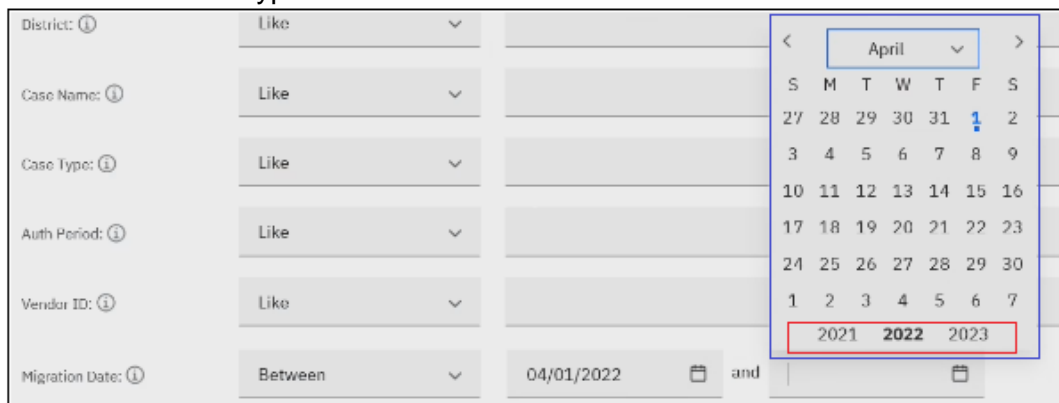 District: Like
Case Name: Like
Case Type: Like
Auth Period: Like
Vendor ID: Like
Migration Date: Between 04/01/2022 and
April
S M T W T F S
27 28 29 30 31 1 2
3 4 5 6 7 8 9
10 11 12 13 14 15 16
17 18 19 20 21 22 23
24 25 26 27 28 29 30
1 2 3 4 5 6 7
2021 2022 2023